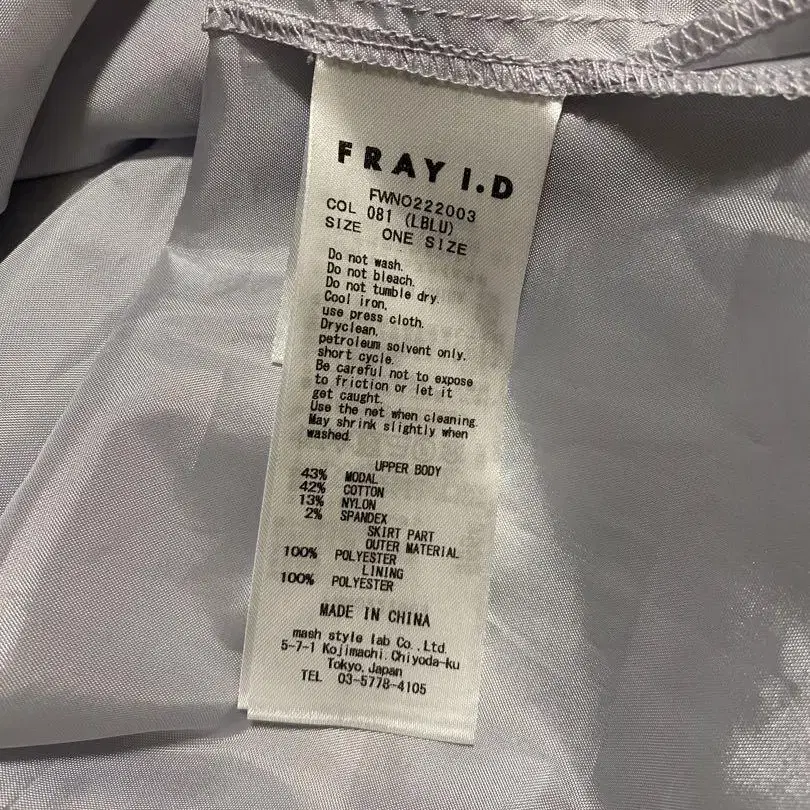 FRAY I.D
FWNO222003
COL 081 (LBLU)
SIZE ONE SIZE
Do not wash.
Do not bleach.
Do not tumble dry.
Cool iron.
use press cloth.
Dryclean.
petroleum solvent only.
short cycle.
Be careful not to expose
to friction or let it
get caught.
Use the net when cleaning.
May shrink slightly when
washed.
UPPER BODY
43% MODAL
42% COTTON
13% NYLON
2% SPANDEX
SKIRT PART
OUTER MATERIAL
100% POLYESTER
LINING
100% POLYESTER
MADE IN CHINA
mash style lab Co.,Ltd.
5-7-1 Kojimachi.Chiyoda-ku
Tokyo.Japan
TEL 03-5778-4105